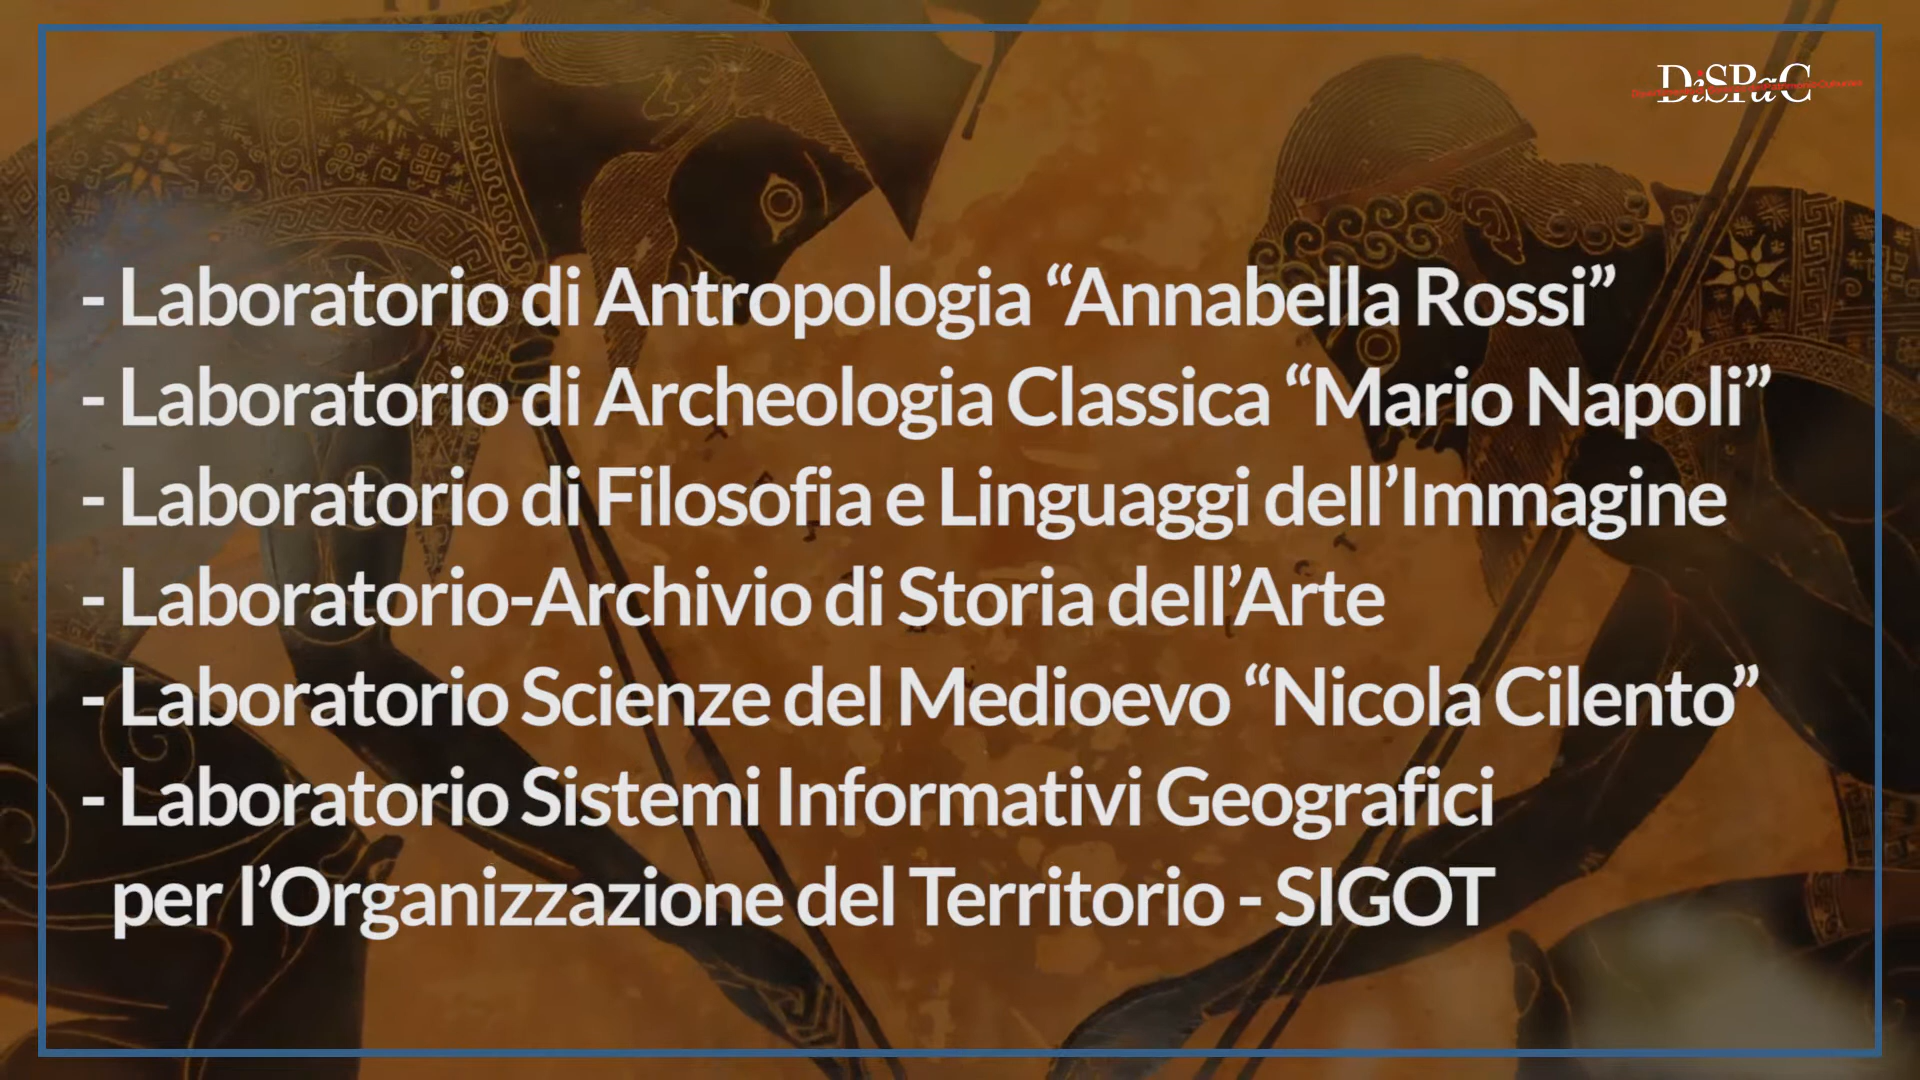 DiSPaC
- Laboratorio di Antropologia “Annabella Rossi”
- Laboratorio di Archeologia Classica “Mario Napoli”
- Laboratorio di Filosofia e Linguaggi dell’Immagine
- Laboratorio-Archivio di Storia dell’Arte
- Laboratorio Scienze del Medioevo “Nicola Cilento”
- Laboratorio Sistemi Informativi Geografici
per l’Organizzazione del Territorio - SIGOT